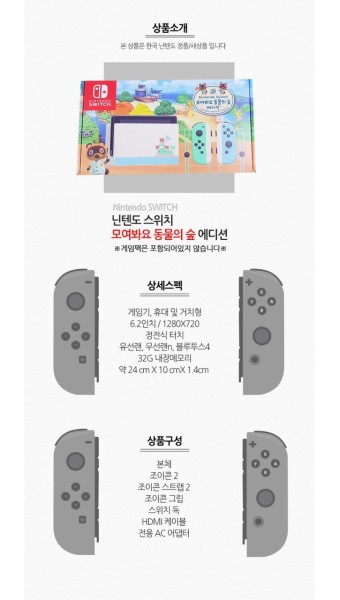 상품소개
본 상품은 한국 닌텐도 정품/새상품 입니다
NINTENDO
SWITCH
Nintendo Switch
모여봐요 동물의 숲
에디션
Nintendo SWITCH
닌텐도 스위치
모여봐요 동물의 숲 에디션
※게임팩은 포함되어있지 않습니다※
상세스펙
게임기, 휴대 및 거치형
6.2인치 / 1280X720
정전식 터치
유선랜, 무선랜n, 블루투스4
32G 내장메모리
약 24 cm X 10 cmX 1.4cm
X
Y
A
B
상품구성
본체
조이콘 2
조이콘 스트랩 2
조이콘 그립
스위치 독
HDMI 케이블
전용 AC 어댑터
X
Y
A
B